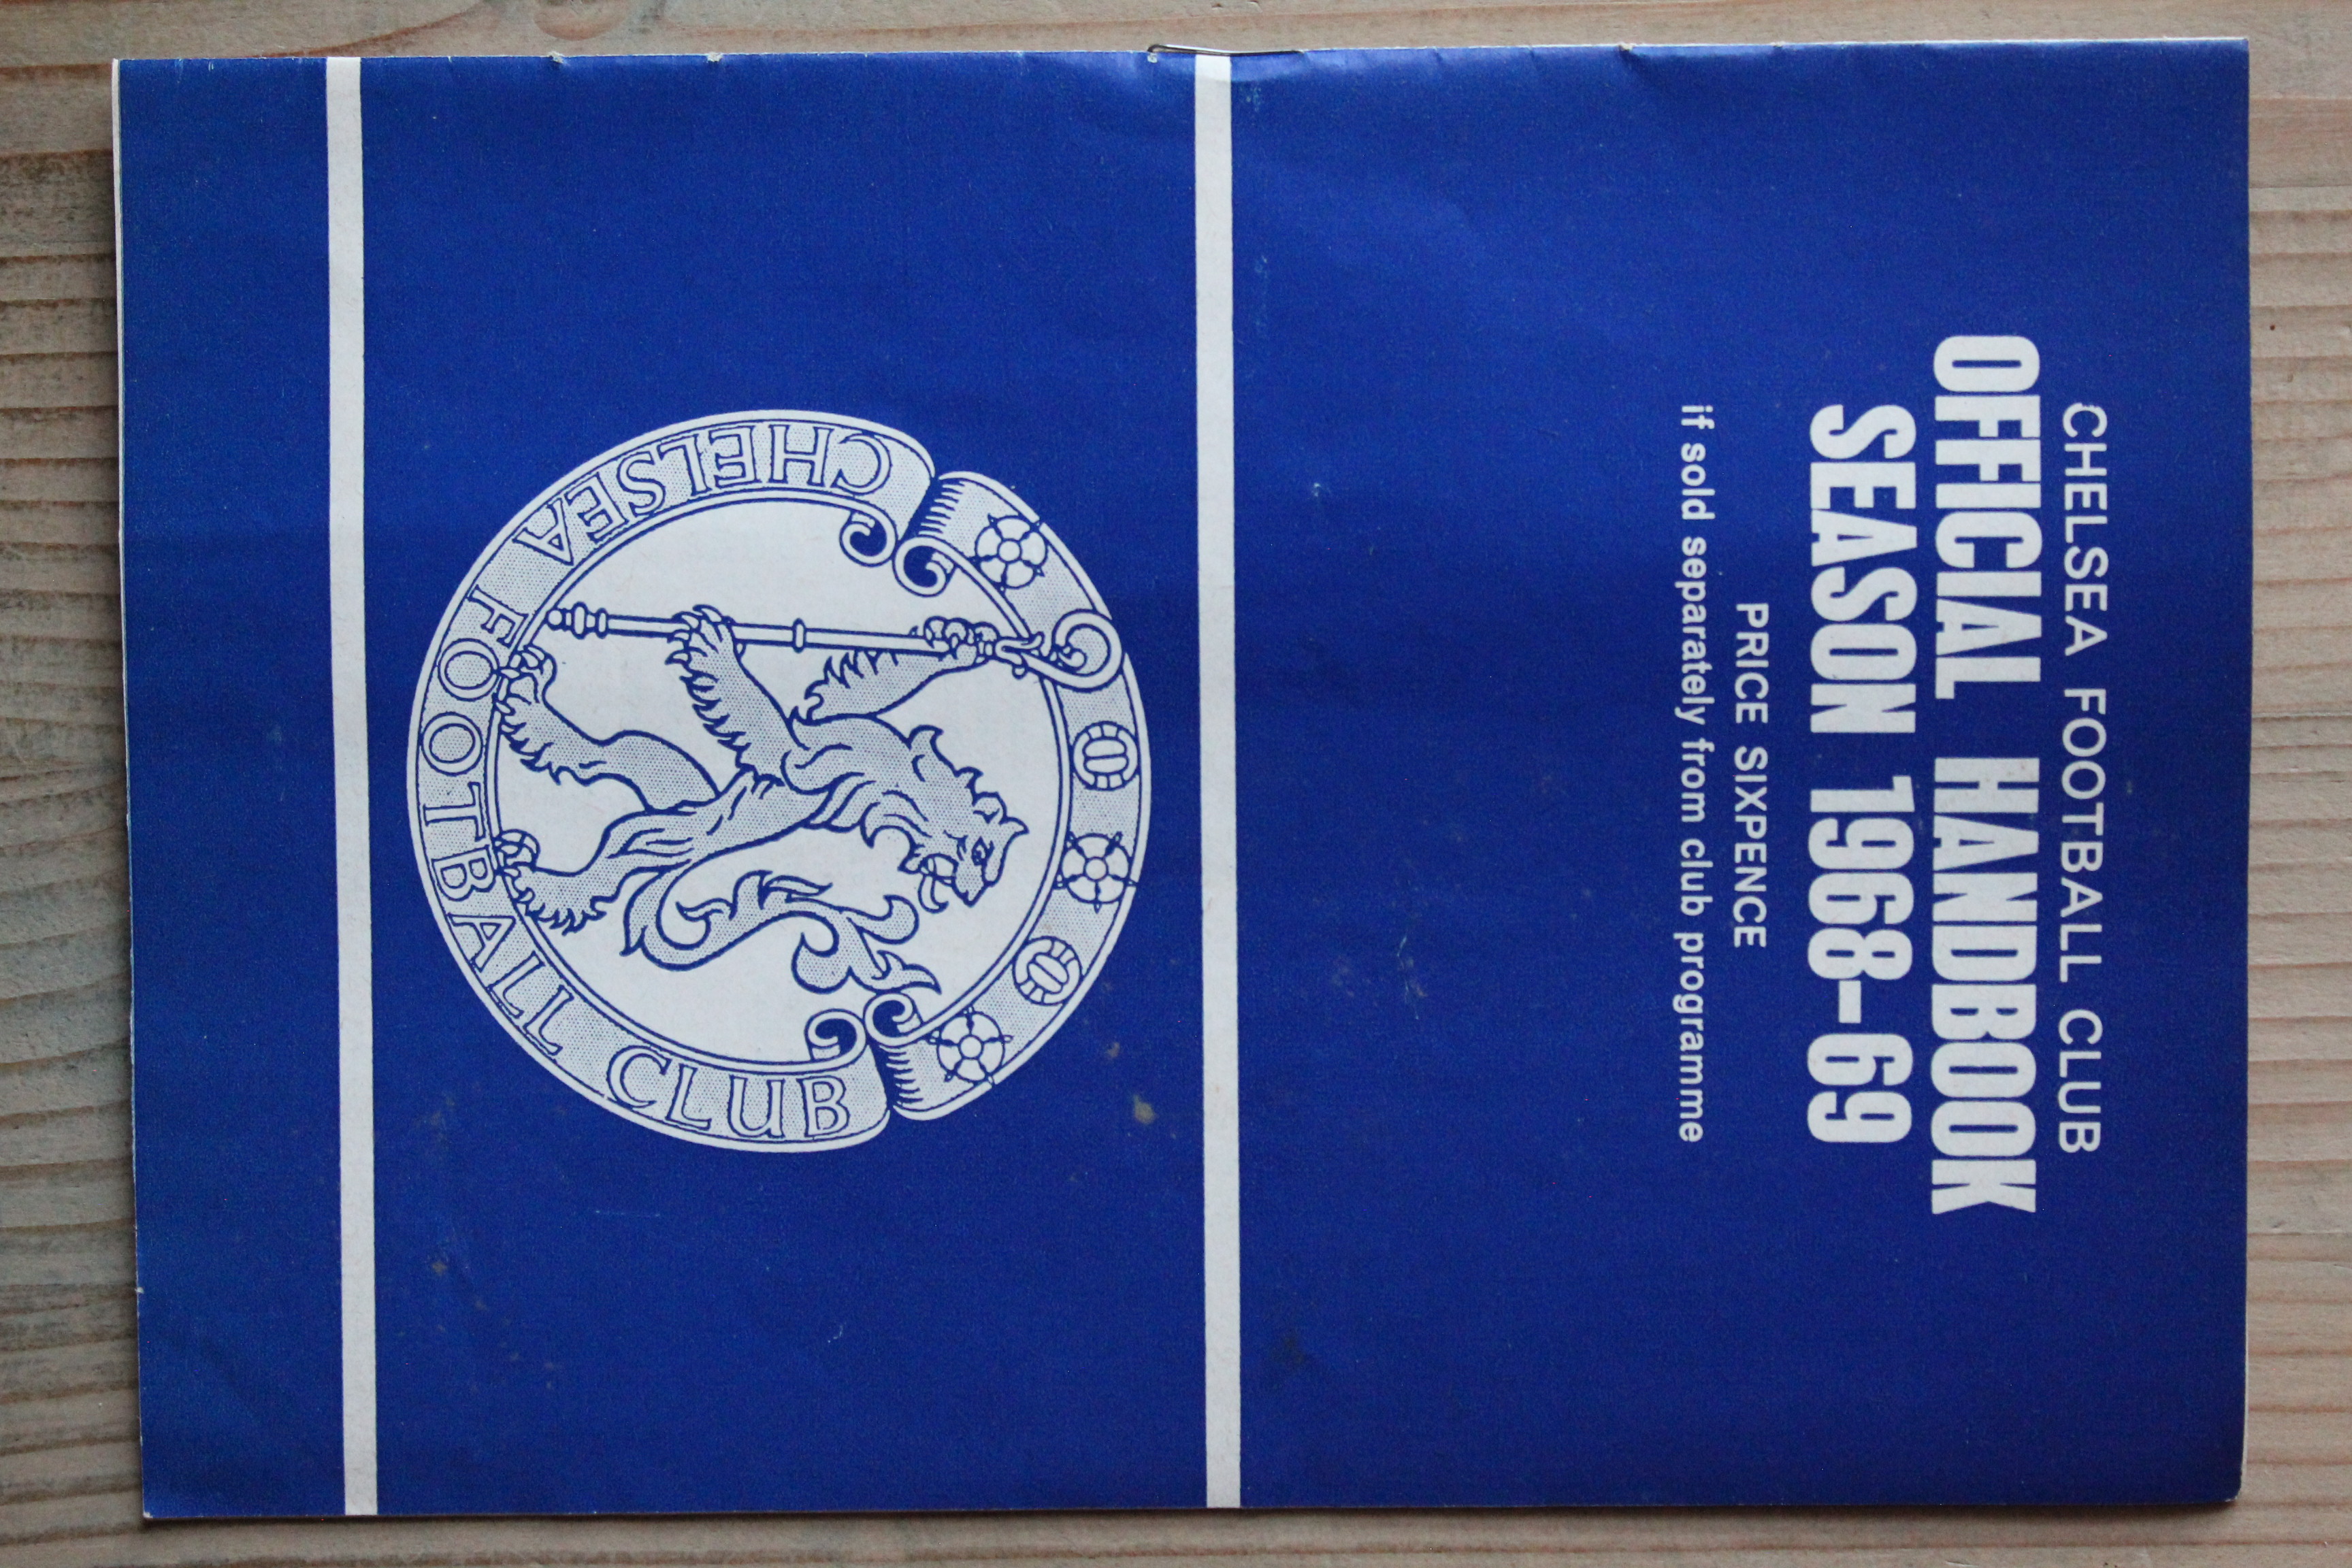 CHELSEA FOOTBALL CLUB
OFFICIAL HANDBOOK
SEASON 1968-69
PRICE SIXPENCE
if sold separately from club programme
CHELSEA FOOTBALL CLUB